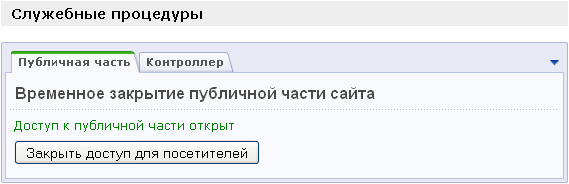 Служебные процедуры
Публичная часть Контроллер
Временное закрытие публичной части сайта
Доступ к публичной части открыт
Закрыть доступ для посетителей